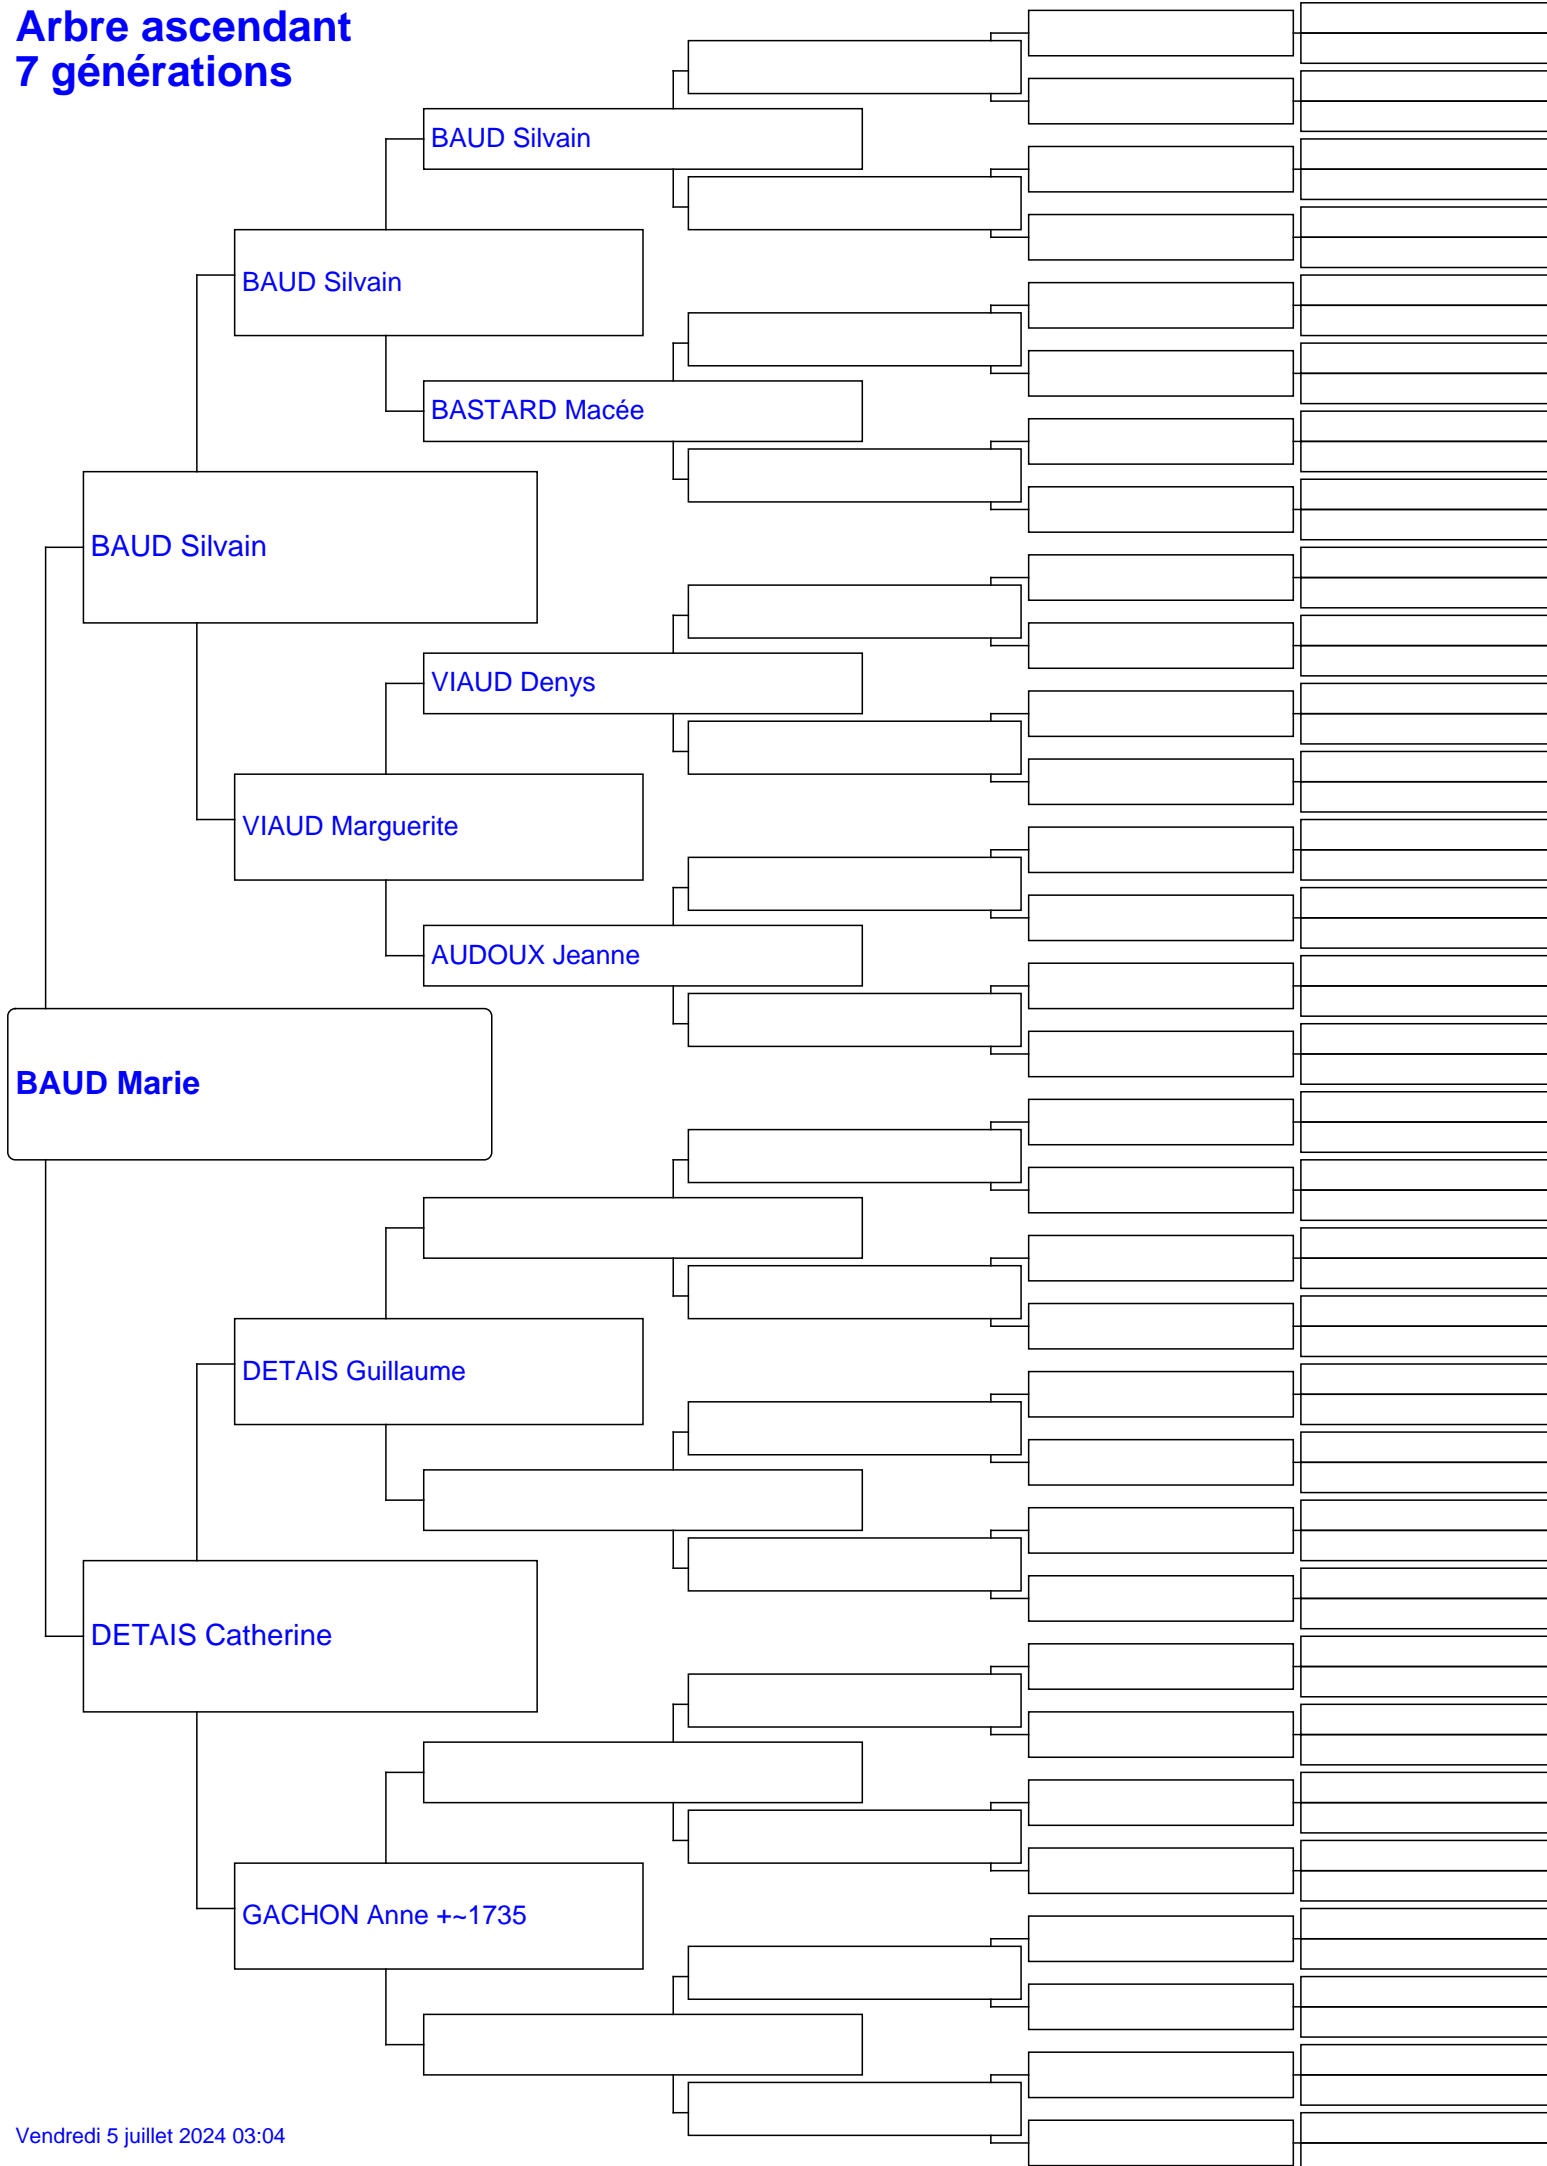 Arbre ascendant
7 générations
BAUD Silvain
BAUD Silvain
BASTARD Macée
BAUD Silvain
VIAUD Denys
VIAUD Marguerite
AUDOUX Jeanne
BAUD Marie
DETAIS Guillaume
DETAIS Catherine
GACHON Anne +~1735
Vendredi 5 juillet 2024 03:04